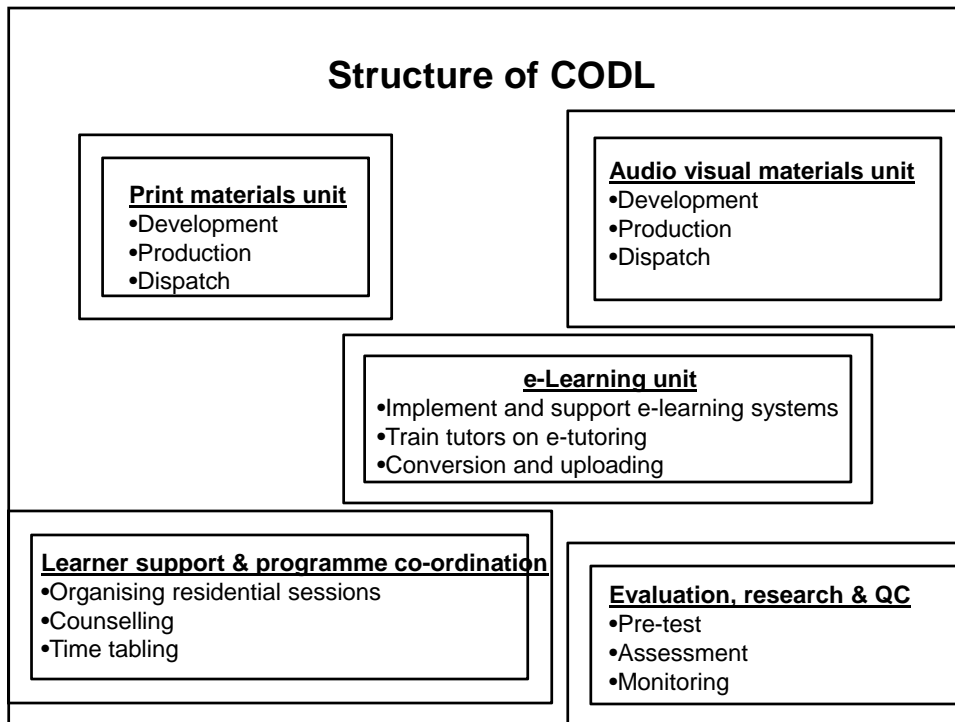 Structure of CODL
Print materials unit
•Development
•Production
•Dispatch
Audio visual materials unit
•Development
•Production
•Dispatch
e-Learning unit
•Implement and support e-learning systems
•Train tutors on e-tutoring
•Conversion and uploading
Learner support & programme co-ordination
•Organising residential sessions
•Counselling
•Time tabling
Evaluation, research & QC
•Pre-test
•Assessment
•Monitoring